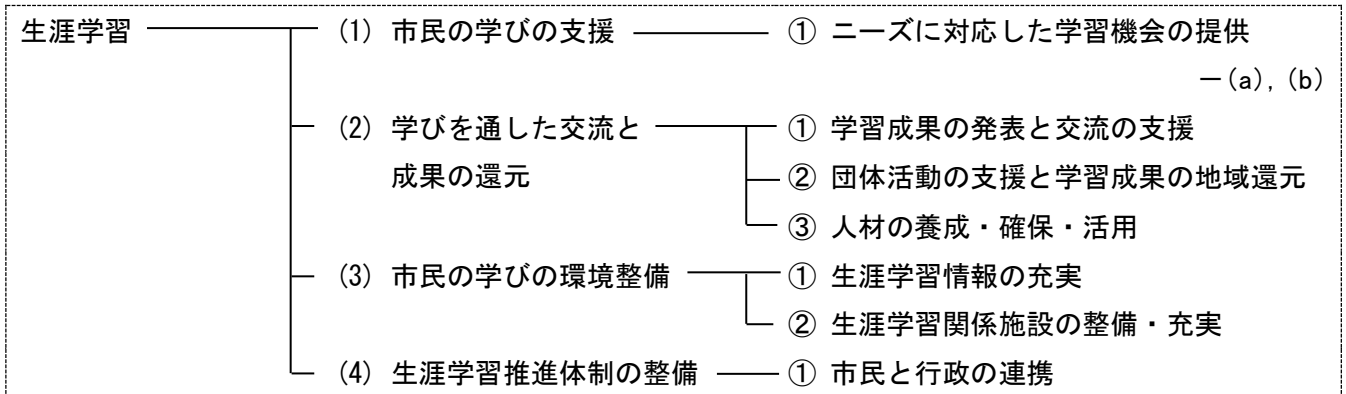 生涯学習 (1) 市民の学びの支援 ① ニーズに対応した学習機会の提供
－(a), (b)
(2) 学びを通した交流と ① 学習成果の発表と交流の支援
成果の還元 ② 団体活動の支援と学習成果の地域還元
③ 人材の養成・確保・活用
(3) 市民の学びの環境整備 ① 生涯学習情報の充実
② 生涯学習関係施設の整備・充実
(4) 生涯学習推進体制の整備 ① 市民と行政の連携